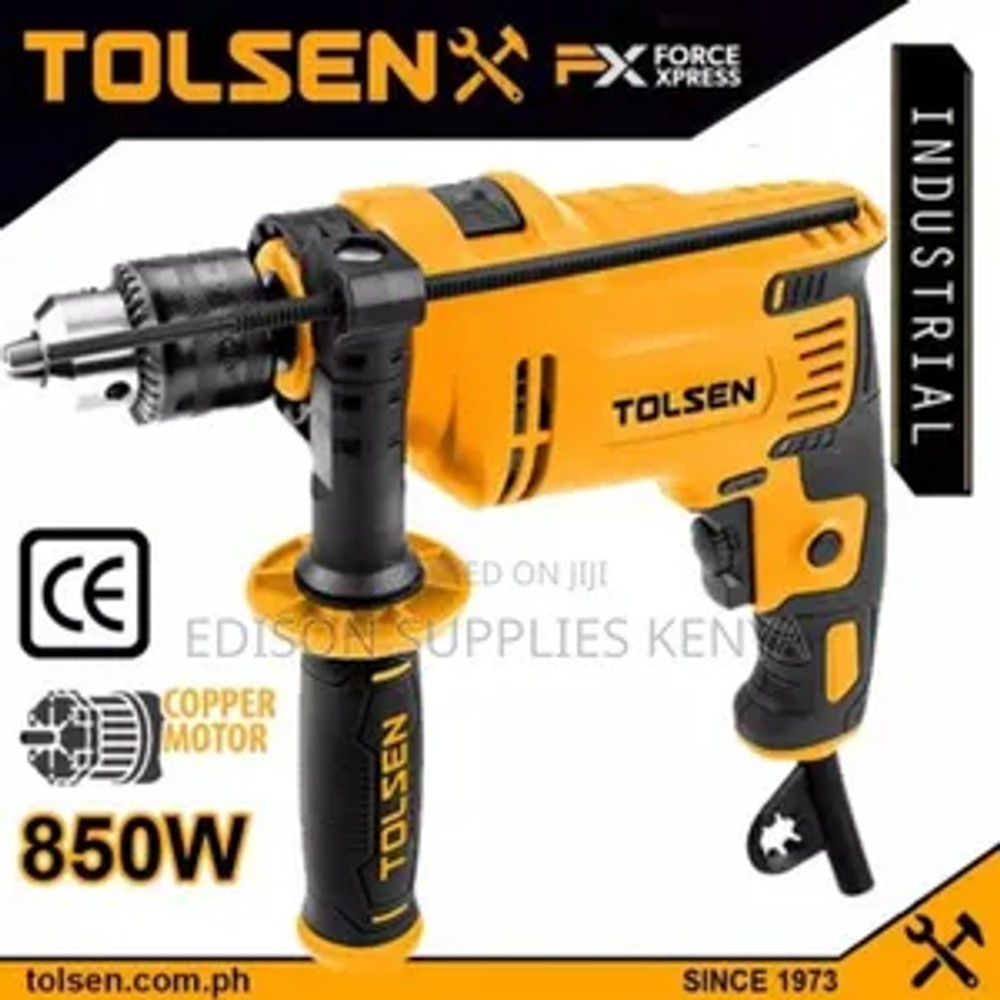 TOLSEN
FX FORCE
XPRESS
INDUSTRIAL
TOLSEN
CE
ED ON JIJI
EDISON SUPPLIES KENYA
COPPER
MOTOR
TOLSEN
850W
tolsen.com.ph
SINCE 1973